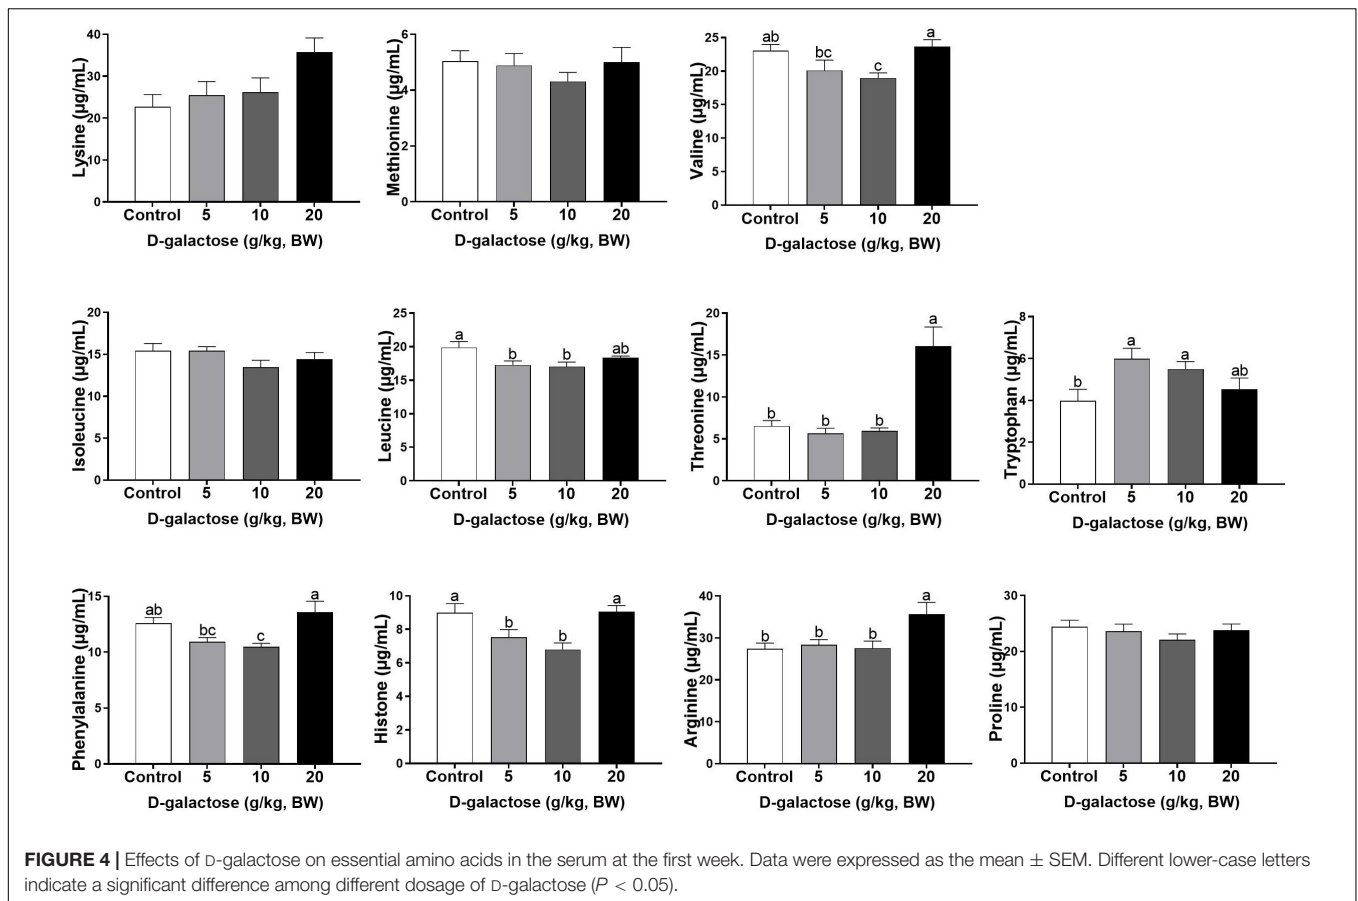 Lysine (µg/mL)
40
30
20
10
0
Control 5 10 20
D-galactose (g/kg, BW)
Methionine (µg/mL)
6
4
2
0
Control 5 10 20
D-galactose (g/kg, BW)
Valine (µg/mL)
25
20
15
10
5
0
ab bc c a
Control 5 10 20
D-galactose (g/kg, BW)
Isoleucine (µg/mL)
20
15
10
5
0
Control 5 10 20
D-galactose (g/kg, BW)
Leucine (µg/mL)
25
20
15
10
5
0
a b b ab
Control 5 10 20
D-galactose (g/kg, BW)
Threonine (µg/mL)
20
15
10
5
0
b b b a
Control 5 10 20
D-galactose (g/kg, BW)
Tryptophan (µg/mL)
8
6
4
2
0
b a a ab
Control 5 10 20
D-galactose (g/kg, BW)
Phenylalanine (µg/mL)
15
10
5
0
ab bc c a
Control 5 10 20
D-galactose (g/kg, BW)
Histone (µg/mL)
10
8
6
4
2
0
a b b a
Control 5 10 20
D-galactose (g/kg, BW)
Arginine (µg/mL)
40
30
20
10
0
b b b a
Control 5 10 20
D-galactose (g/kg, BW)
Proline (µg/mL)
30
20
10
0
Control 5 10 20
D-galactose (g/kg, BW)
FIGURE 4 | Effects of D-galactose on essential amino acids in the serum at the first week. Data were expressed as the mean ± SEM. Different lower-case letters
indicate a significant difference among different dosage of D-galactose (P < 0.05).